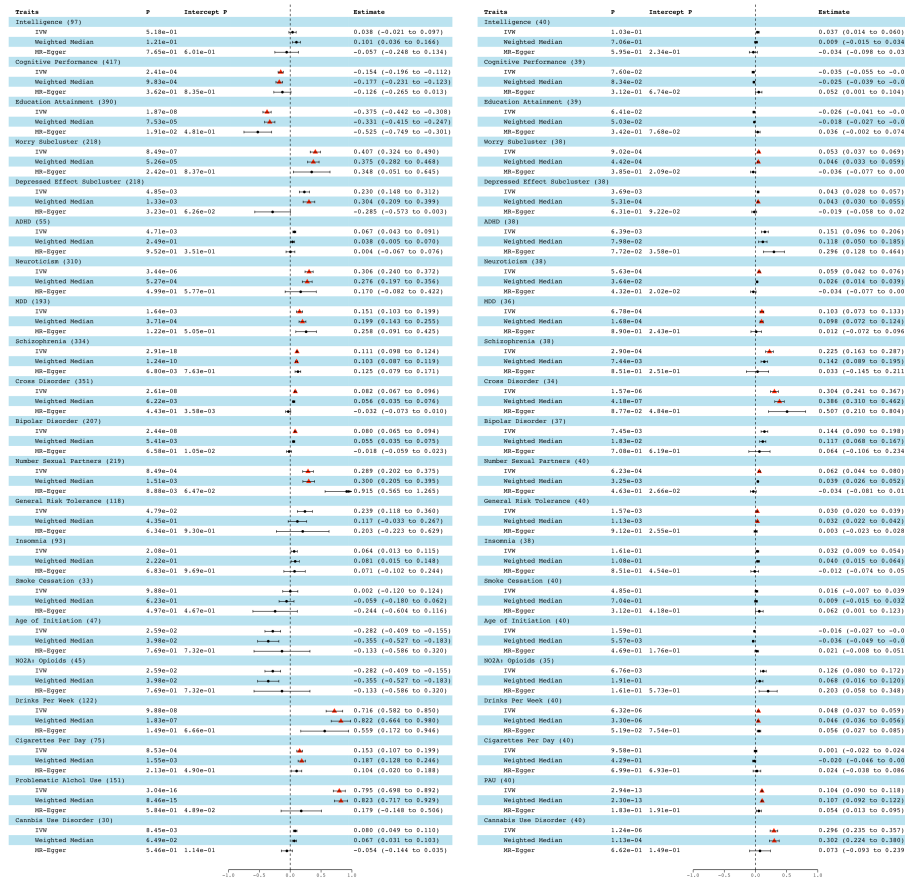 Traits P Intercept P Estimate
Intelligence (97)
IVW 5.18e-01 0.038 (-0.021 to 0.097)
Weighted Median 1.21e-01 0.101 (0.036 to 0.166)
MR-Egger 7.65e-01 6.01e-01 -0.057 (-0.248 to 0.134)
Cognitive Performance (417)
IVW 2.41e-04 -0.154 (-0.196 to -0.112)
Weighted Median 9.83e-04 -0.177 (-0.231 to -0.123)
MR-Egger 3.62e-01 8.35e-01 -0.126 (-0.265 to 0.013)
Education Attainment (390)
IVW 1.87e-08 -0.375 (-0.442 to -0.308)
Weighted Median 7.53e-05 -0.331 (-0.415 to -0.247)
MR-Egger 1.91e-02 4.81e-01 -0.525 (-0.749 to -0.301)
Worry Subcluster (218)
IVW 8.49e-07 0.407 (0.324 to 0.490)
Weighted Median 5.26e-05 0.375 (0.282 to 0.468)
MR-Egger 2.42e-01 8.37e-01 0.348 (0.051 to 0.645)
Depressed Effect Subcluster (218)
IVW 4.85e-03 0.230 (0.148 to 0.312)
Weighted Median 1.33e-03 0.304 (0.209 to 0.399)
MR-Egger 3.23e-01 6.26e-02 -0.285 (-0.573 to 0.003)
ADHD (55)
IVW 4.71e-03 0.067 (0.043 to 0.091)
Weighted Median 2.49e-01 0.038 (0.005 to 0.070)
MR-Egger 9.52e-01 3.51e-01 0.004 (-0.067 to 0.076)
Neuroticism (310)
IVW 3.44e-06 0.306 (0.240 to 0.372)
Weighted Median 5.27e-04 0.276 (0.197 to 0.356)
MR-Egger 4.99e-01 5.77e-01 0.170 (-0.082 to 0.422)
MDD (193)
IVW 1.64e-03 0.151 (0.103 to 0.199)
Weighted Median 3.71e-04 0.199 (0.143 to 0.255)
MR-Egger 1.22e-01 5.05e-01 0.258 (0.091 to 0.425)
Schizophrenia (334)
IVW 2.91e-18 0.111 (0.098 to 0.124)
Weighted Median 1.24e-10 0.103 (0.087 to 0.119)
MR-Egger 6.80e-03 7.63e-01 0.125 (0.079 to 0.171)
Cross Disorder (351)
IVW 2.61e-08 0.082 (0.067 to 0.096)
Weighted Median 6.22e-03 0.056 (0.035 to 0.076)
MR-Egger 4.43e-01 3.58e-03 -0.032 (-0.073 to 0.010)
Bipolar Disorder (207)
IVW 2.44e-08 0.080 (0.065 to 0.094)
Weighted Median 5.41e-03 0.055 (0.035 to 0.075)
MR-Egger 6.58e-01 1.05e-02 -0.018 (-0.059 to 0.023)
Number Sexual Partners (219)
IVW 8.49e-04 0.289 (0.202 to 0.375)
Weighted Median 1.51e-03 0.300 (0.205 to 0.395)
MR-Egger 8.88e-03 6.47e-02 0.915 (0.565 to 1.265)
General Risk Tolerance (118)
IVW 4.79e-02 0.239 (0.118 to 0.360)
Weighted Median 4.35e-01 0.117 (-0.033 to 0.267)
MR-Egger 6.34e-01 9.30e-01 0.203 (-0.223 to 0.629)
Insomnia (93)
IVW 2.08e-01 0.064 (0.013 to 0.115)
Weighted Median 2.22e-01 0.081 (0.015 to 0.148)
MR-Egger 6.83e-01 9.69e-01 0.071 (-0.102 to 0.244)
Smoke Cessation (33)
IVW 9.88e-01 0.002 (-0.120 to 0.124)
Weighted Median 6.23e-01 -0.059 (-0.180 to 0.062)
MR-Egger 4.97e-01 4.67e-01 -0.244 (-0.604 to 0.116)
Age of Initiation (47)
IVW 2.59e-02 -0.282 (-0.409 to -0.155)
Weighted Median 3.98e-02 -0.355 (-0.527 to -0.183)
MR-Egger 7.69e-01 7.32e-01 -0.133 (-0.586 to 0.320)
NO2A: Opioids (45)
IVW 2.59e-02 -0.282 (-0.409 to -0.155)
Weighted Median 3.98e-02 -0.355 (-0.527 to -0.183)
MR-Egger 7.69e-01 7.32e-01 -0.133 (-0.586 to 0.320)
Drinks Per Week (122)
IVW 9.88e-08 0.716 (0.582 to 0.850)
Weighted Median 1.83e-07 0.822 (0.664 to 0.980)
MR-Egger 1.49e-01 6.66e-01 0.559 (0.172 to 0.946)
Cigarettes Per Day (75)
IVW 8.53e-04 0.153 (0.107 to 0.199)
Weighted Median 1.55e-03 0.187 (0.128 to 0.246)
MR-Egger 2.13e-01 4.90e-01 0.104 (0.020 to 0.188)
Problematic Alchol Use (151)
IVW 3.04e-16 0.795 (0.698 to 0.892)
Weighted Median 8.46e-15 0.823 (0.717 to 0.929)
MR-Egger 5.84e-01 4.89e-02 0.179 (-0.148 to 0.506)
Cannbis Use Disorder (30)
IVW 8.45e-03 0.080 (0.049 to 0.110)
Weighted Median 6.49e-02 0.067 (0.031 to 0.103)
MR-Egger 5.46e-01 1.14e-01 -0.054 (-0.144 to 0.035)
-1.0 -0.5 0.0 0.5 1.0
Traits P Intercept P Estimate
Intelligence (40)
IVW 1.03e-01 0.037 (0.014 to 0.060)
Weighted Median 7.06e-01 0.009 (-0.015 to 0.034
MR-Egger 5.95e-01 2.34e-01 -0.034 (-0.098 to 0.03
Cognitive Performance (39)
IVW 7.60e-02 -0.035 (-0.055 to -0.0
Weighted Median 8.34e-02 -0.025 (-0.039 to -0.0
MR-Egger 3.12e-01 6.74e-02 0.052 (0.001 to 0.104)
Education Attainment (39)
IVW 6.41e-02 -0.026 (-0.041 to -0.0
Weighted Median 5.03e-02 -0.018 (-0.027 to -0.0
MR-Egger 3.42e-01 7.68e-02 0.036 (-0.002 to 0.074
Worry Subcluster (38)
IVW 9.02e-04 0.053 (0.037 to 0.069)
Weighted Median 4.42e-04 0.046 (0.033 to 0.059)
MR-Egger 3.85e-01 2.09e-02 -0.036 (-0.077 to 0.00
Depressed Effect Subcluster (38)
IVW 3.69e-03 0.043 (0.028 to 0.057)
Weighted Median 5.31e-04 0.043 (0.030 to 0.055)
MR-Egger 6.31e-01 9.22e-02 -0.019 (-0.058 to 0.02
ADHD (38)
IVW 6.39e-03 0.151 (0.096 to 0.206)
Weighted Median 7.98e-02 0.118 (0.050 to 0.185)
MR-Egger 7.72e-02 3.58e-01 0.296 (0.128 to 0.464)
Neuroticism (38)
IVW 5.63e-04 0.059 (0.042 to 0.076)
Weighted Median 3.64e-02 0.026 (0.014 to 0.039)
MR-Egger 4.32e-01 2.02e-02 -0.034 (-0.077 to 0.00
MDD (36)
IVW 6.78e-04 0.103 (0.073 to 0.133)
Weighted Median 1.68e-04 0.098 (0.072 to 0.124)
MR-Egger 8.90e-01 2.43e-01 0.012 (-0.072 to 0.096
Schizophrenia (38)
IVW 2.90e-04 0.225 (0.163 to 0.287)
Weighted Median 7.44e-03 0.142 (0.089 to 0.195)
MR-Egger 8.51e-01 2.51e-01 0.033 (-0.145 to 0.211
Cross Disorder (34)
IVW 1.57e-06 0.304 (0.241 to 0.367)
Weighted Median 4.18e-07 0.386 (0.310 to 0.462)
MR-Egger 8.77e-02 4.84e-01 0.507 (0.210 to 0.804)
Bipolar Disorder (37)
IVW 7.45e-03 0.144 (0.090 to 0.198)
Weighted Median 1.83e-02 0.117 (0.068 to 0.167)
MR-Egger 7.08e-01 6.19e-01 0.064 (-0.106 to 0.234
Number Sexual Partners (40)
IVW 6.23e-04 0.062 (0.044 to 0.080)
Weighted Median 3.25e-03 0.039 (0.026 to 0.052)
MR-Egger 4.63e-01 2.66e-02 -0.034 (-0.081 to 0.01
General Risk Tolerance (40)
IVW 1.57e-03 0.030 (0.020 to 0.039)
Weighted Median 1.13e-03 0.032 (0.022 to 0.042)
MR-Egger 9.12e-01 2.55e-01 0.003 (-0.023 to 0.028
Insomnia (38)
IVW 1.61e-01 0.032 (0.009 to 0.054)
Weighted Median 1.08e-01 0.040 (0.015 to 0.064)
MR-Egger 8.51e-01 4.54e-01 -0.012 (-0.074 to 0.05
Smoke Cessation (40)
IVW 4.85e-01 0.016 (-0.007 to 0.039
Weighted Median 7.04e-01 0.009 (-0.015 to 0.032
MR-Egger 3.12e-01 4.18e-01 0.062 (0.001 to 0.123)
Age of Initiation (40)
IVW 1.59e-01 -0.016 (-0.027 to -0.0
Weighted Median 5.57e-03 -0.036 (-0.049 to -0.0
MR-Egger 4.69e-01 1.76e-01 0.021 (-0.008 to 0.051
NO2A: Opioids (35)
IVW 6.76e-03 0.126 (0.080 to 0.172)
Weighted Median 1.91e-01 0.068 (0.016 to 0.120)
MR-Egger 1.61e-01 5.73e-01 0.203 (0.058 to 0.348)
Drinks Per Week (40)
IVW 6.32e-06 0.048 (0.037 to 0.059)
Weighted Median 3.30e-06 0.046 (0.036 to 0.056)
MR-Egger 5.19e-02 7.54e-01 0.056 (0.027 to 0.085)
Cigarettes Per Day (40)
IVW 9.58e-01 0.001 (-0.022 to 0.024
Weighted Median 4.29e-01 -0.020 (-0.046 to 0.00
MR-Egger 6.99e-01 6.93e-01 0.024 (-0.038 to 0.086
PAU (40)
IVW 2.94e-13 0.104 (0.090 to 0.118)
Weighted Median 2.30e-13 0.107 (0.092 to 0.122)
MR-Egger 1.83e-01 1.91e-01 0.054 (0.013 to 0.095)
Cannabis Use Disorder (40)
IVW 1.24e-06 0.296 (0.235 to 0.357)
Weighted Median 1.13e-04 0.302 (0.224 to 0.380)
MR-Egger 6.62e-01 1.49e-01 0.073 (-0.093 to 0.239
-1.0 -0.5 0.0 0.5 1.0